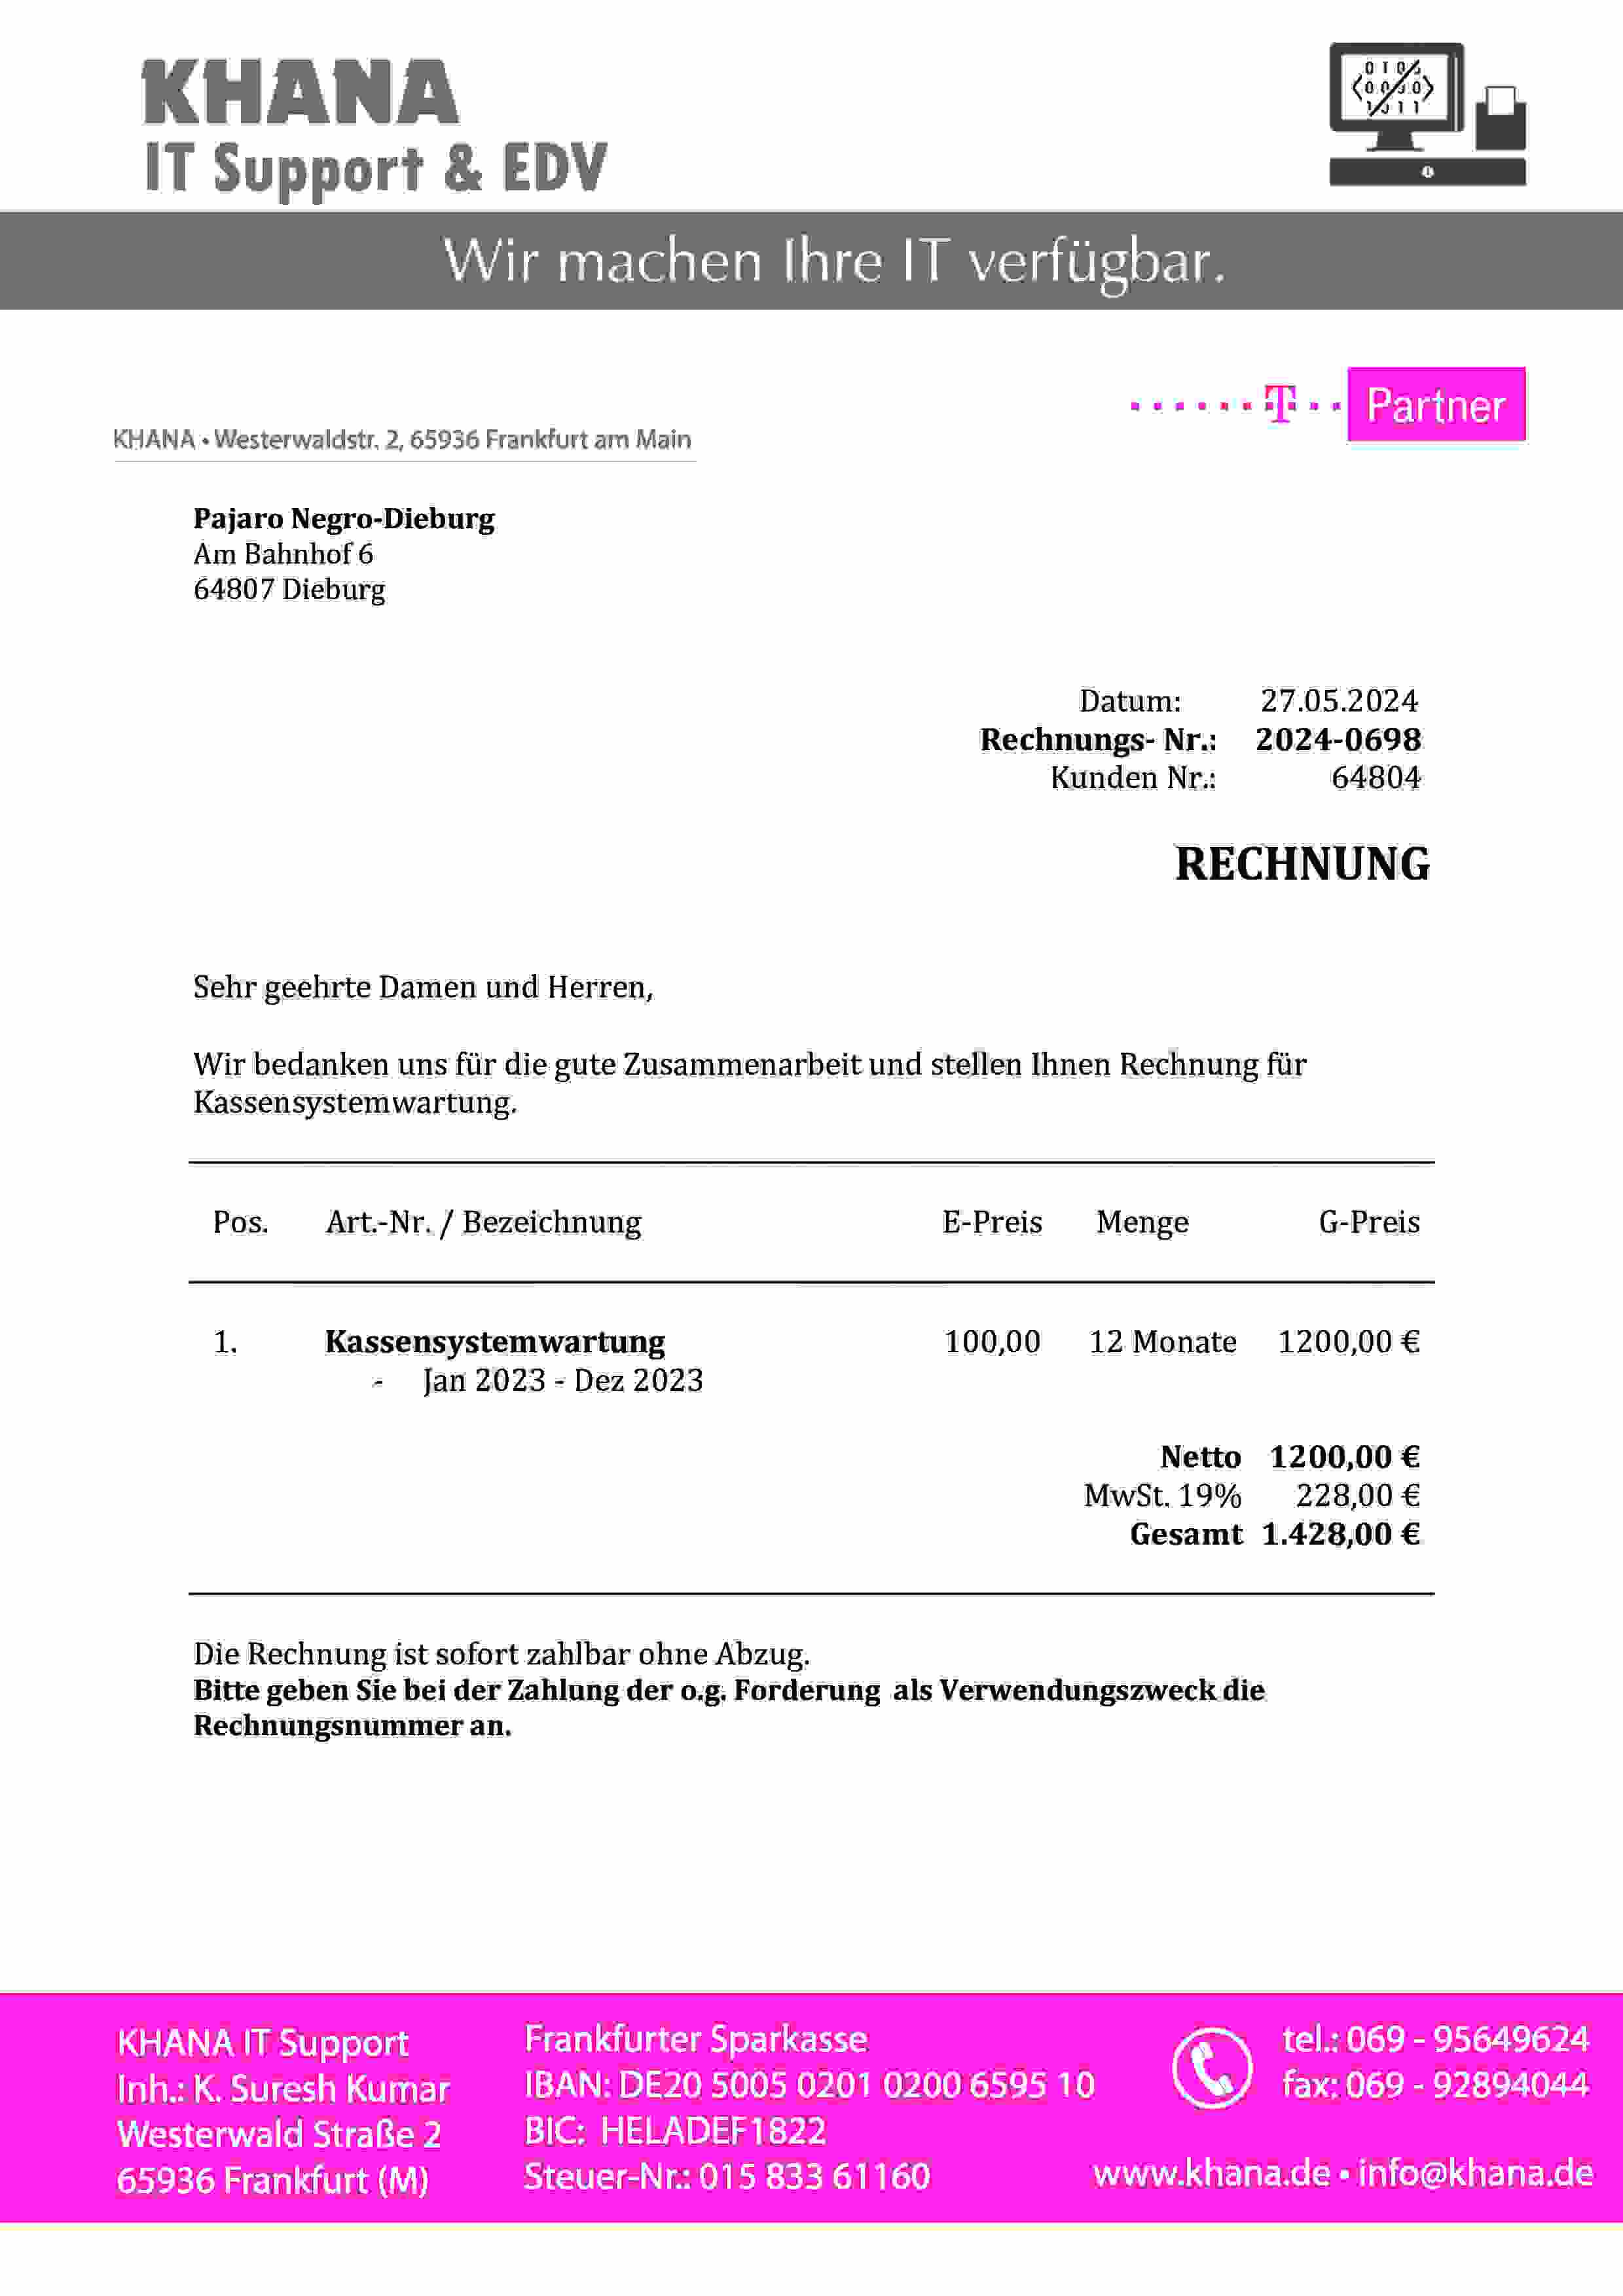 KHANA
IT Support & EDV
Wir machen Ihre IT verfügbar.
T Partner
KHANA • Westerwaldstr. 2, 65936 Frankfurt am Main
Pajaro Negro-Dieburg
Am Bahnhof 6
64807 Dieburg
Datum: 27.05.2024
Rechnungs- Nr.: 2024-0698
Kunden Nr.: 64804
RECHNUNG
Sehr geehrte Damen und Herren,
Wir bedanken uns für die gute Zusammenarbeit und stellen Ihnen Rechnung für
Kassensystemwartung.
Pos. Art.-Nr. / Bezeichnung E-Preis Menge G-Preis
1. Kassensystemwartung 100,00 12 Monate 1200,00 €
- Jan 2023 - Dez 2023
Netto 1200,00 €
MwSt. 19% 228,00 €
Gesamt 1.428,00 €
Die Rechnung ist sofort zahlbar ohne Abzug.
Bitte geben Sie bei der Zahlung der o.g. Forderung als Verwendungszweck die
Rechnungsnummer an.
KHANA IT Support
Inh.: K. Suresh Kumar
Westerwald Straße 2
65936 Frankfurt (M)
Frankfurter Sparkasse
IBAN: DE20 5005 0201 0200 6595 10
BIC: HELADEF1822
Steuer-Nr.: 015 833 61160
tel.: 069 - 95649624
fax: 069 - 92894044
www.khana.de • info@khana.de